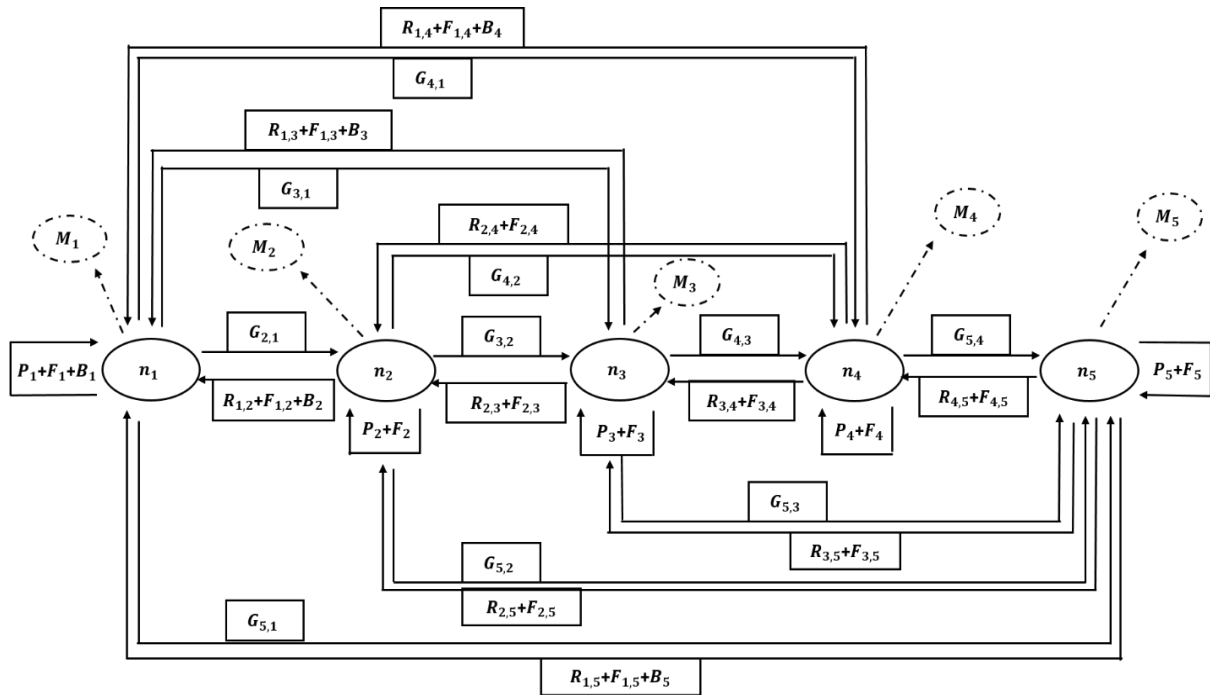 R₁,₄+F₁,₄+B₄
G₄,₁
R₁,₃+F₁,₃+B₃
G₃,₁
M₁
M₂
R₂,₄+F₂,₄
G₄,₂
M₃
M₄
M₅
G₂,₁
G₃,₂
G₄,₃
G₅,₄
P₁+F₁+B₁
n₁
n₂
n₃
n₄
n₅
P₅+F₅
R₁,₂+F₁,₂+B₂
R₂,₃+F₂,₃
R₃,₄+F₃,₄
R₄,₅+F₄,₅
P₂+F₂
P₃+F₃
P₄+F₄
G₅,₃
R₃,₅+F₃,₅
G₅,₂
R₂,₅+F₂,₅
G₅,₁
R₁,₅+F₁,₅+B₅